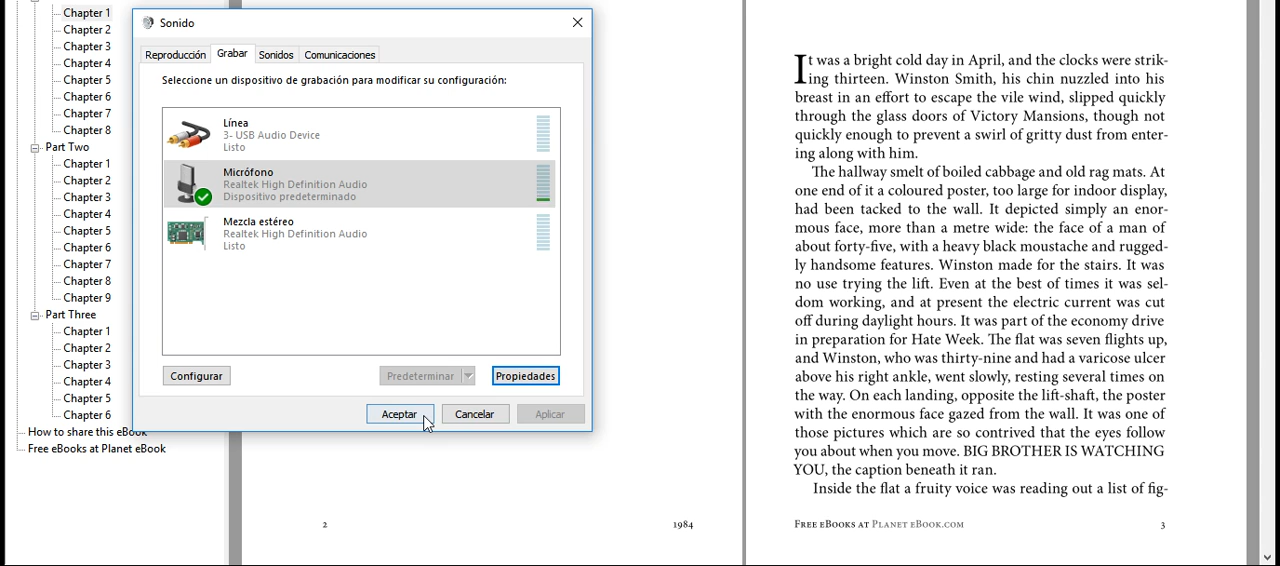 Chapter 1
Chapter 2
Chapter 3
Chapter 4
Chapter 5
Chapter 6
Chapter 7
Chapter 8
Part Two
Chapter 1
Chapter 2
Chapter 3
Chapter 4
Chapter 5
Chapter 6
Chapter 7
Chapter 8
Chapter 9
Part Three
Chapter 1
Chapter 2
Chapter 3
Chapter 4
Chapter 5
Chapter 6
How to share this eBook
Free eBooks at Planet eBook
Sonido
Reproducción Grabar Sonidos Comunicaciones
Seleccione un dispositivo de grabación para modificar su configuración:
Línea
3- USB Audio Device
Listo
Micrófono
Realtek High Definition Audio
Dispositivo predeterminado
Mezcla estéreo
Realtek High Definition Audio
Listo
Configurar Predeterminar Propiedades
Aceptar Cancelar Aplicar
2 1984
It was a bright cold day in April, and the clocks were strik-
ing thirteen. Winston Smith, his chin nuzzled into his
breast in an effort to escape the vile wind, slipped quickly
through the glass doors of Victory Mansions, though not
quickly enough to prevent a swirl of gritty dust from enter-
ing along with him.
The hallway smelt of boiled cabbage and old rag mats. At
one end of it a coloured poster, too large for indoor display,
had been tacked to the wall. It depicted simply an enor-
mous face, more than a metre wide: the face of a man of
about forty-five, with a heavy black moustache and rugged-
ly handsome features. Winston made for the stairs. It was
no use trying the lift. Even at the best of times it was sel-
dom working, and at present the electric current was cut
off during daylight hours. It was part of the economy drive
in preparation for Hate Week. The flat was seven flights up,
and Winston, who was thirty-nine and had a varicose ulcer
above his right ankle, went slowly, resting several times on
the way. On each landing, opposite the lift-shaft, the poster
with the enormous face gazed from the wall. It was one of
those pictures which are so contrived that the eyes follow
you about when you move. BIG BROTHER IS WATCHING
YOU, the caption beneath it ran.
Inside the flat a fruity voice was reading out a list of fig-
Free eBooks at Planet eBook.com 3